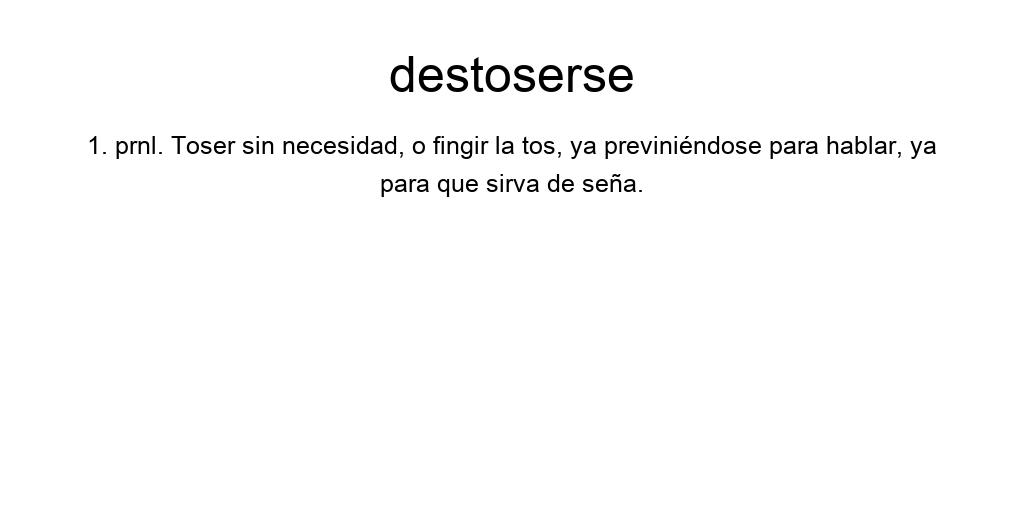 destoserse
1. prnl. Toser sin necesidad, o fingir la tos, ya previniéndose para hablar, ya
para que sirva de seña.